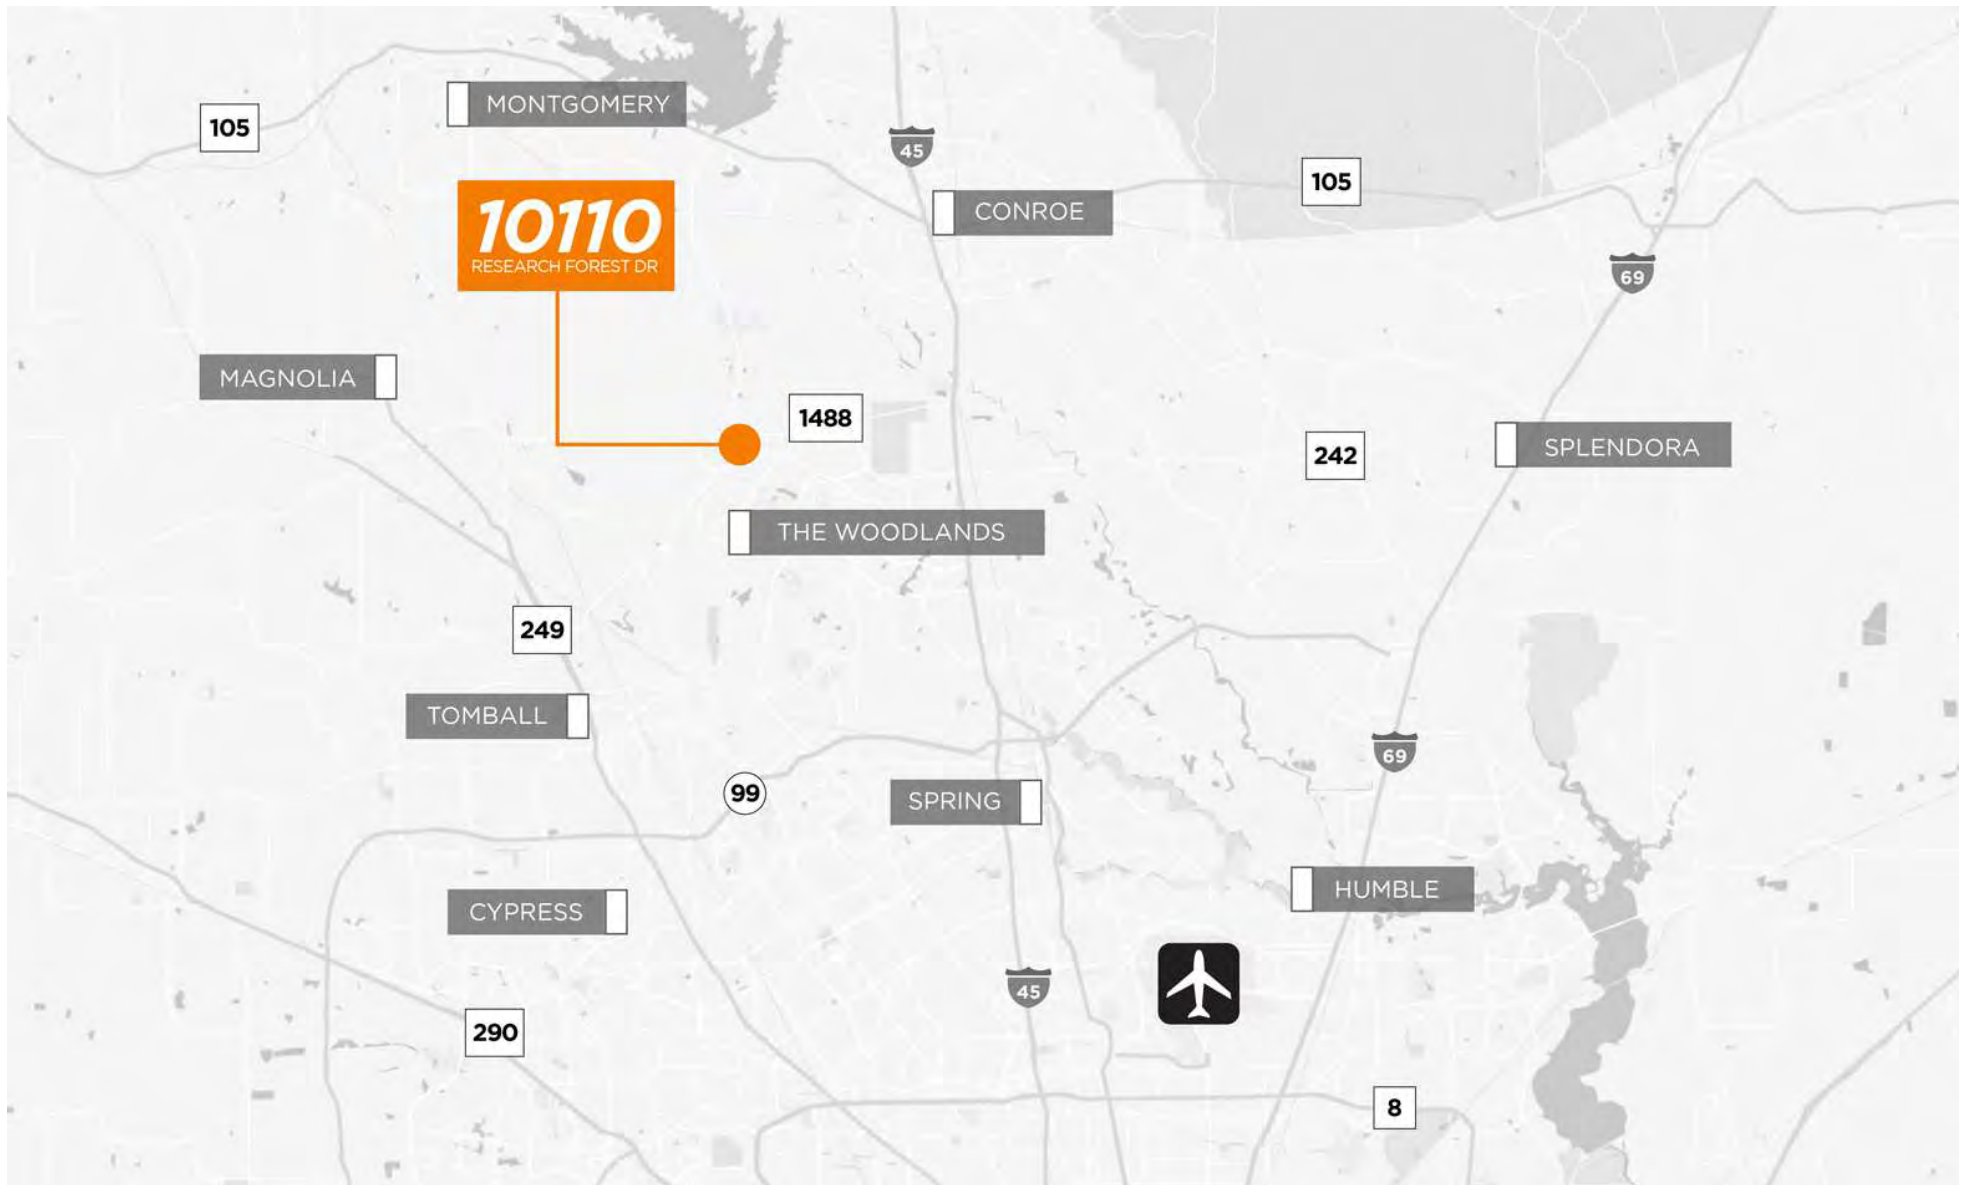 MONTGOMERY
105
45
105
10110
RESEARCH FOREST DR
CONROE
69
MAGNOLIA
1488
242
SPLENDORA
THE WOODLANDS
249
TOMBALL
69
99
SPRING
HUMBLE
CYPRESS
45
290
8